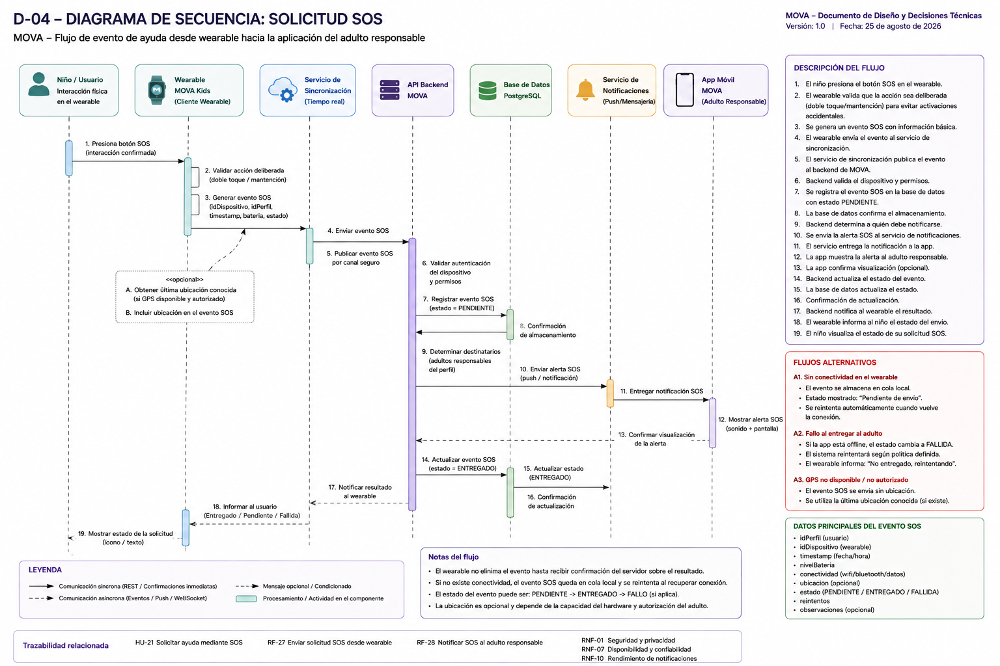 D-04 – DIAGRAMA DE SECUENCIA: SOLICITUD SOS
MOVA – Flujo de evento de ayuda desde wearable hacia la aplicación del adulto responsable
MOVA – Documento de Diseño y Decisiones Técnicas
Versión: 1.0 | Fecha: 25 de agosto de 2026
Niño / Usuario
Interacción física
en el wearable
Wearable
MOVA Kids
(Cliente Wearable)
Servicio de
Sincronización
(Tiempo real)
API Backend
MOVA
Base de Datos
PostgreSQL
Servicio de
Notificaciones
(Push/Mensajería)
App Móvil
MOVA
(Adulto Responsable)
1. Presiona botón SOS
(interacción confirmada)
2. Validar acción deliberada
(doble toque / mantención)
3. Generar evento SOS
(idDispositivo, idPerfil,
timestamp, bateria, estado)
4. Enviar evento SOS
5. Publicar evento SOS
por canal seguro
<<opcional>>
A. Obtener última ubicación conocida
(si GPS disponible y autorizado)
B. Incluir ubicación en el evento SOS
6. Validar autenticación
del dispositivo
y permisos
7. Registrar evento SOS
(estado = PENDIENTE)
8. Confirmación
de almacenamiento
9. Determinar destinatarios
(adultos responsables
del perfil)
10. Enviar alerta SOS
(push / notificación)
11. Entregar notificación SOS
12. Mostrar alerta SOS
(sonido + pantalla)
13. Confirmar visualización
de la alerta
14. Actualizar evento SOS
(estado = ENTREGADO)
15. Actualizar estado
(ENTREGADO)
16. Confirmación
de actualización
17. Notificar resultado
al wearable
18. Informar al usuario
(Entregado / Pendiente / Fallida)
19. Mostrar estado de la solicitud
(ícono / texto)
DESCRIPCIÓN DEL FLUJO
1. El niño presiona el botón SOS en el wearable.
2. El wearable valida que la acción sea deliberada
(doble toque/mantención) para evitar activaciones
accidentales.
3. Se genera un evento SOS con información básica.
4. El wearable envía el evento al servicio de
sincronización.
5. El servicio de sincronización publica el evento
al backend de MOVA.
6. Backend valida el dispositivo y permisos.
7. Se registra el evento SOS en la base de datos
con estado PENDIENTE.
8. La base de datos confirma el almacenamiento.
9. Backend determina a quién debe notificarse.
10. Se envia la alerta SOS al servicio de notificaciones.
11. El servicio entrega la notificación a la app.
12. La app muestra la alerta al adulto responsable.
13. La app confirma visualización (opcional).
14. Backend actualiza el estado del evento.
15. La base de datos actualiza el estado.
16. Confirmación de actualización.
17. Backend notifica al wearable el resultado.
18. El wearable informa al niño el estado del envio.
19. El niño visualiza el estado de su solicitud SOS.
FLUJOS ALTERNATIVOS
A1. Sin conectividad en el wearable
• El evento se almacena en cola local.
• Estado mostrado: “Pendiente de envío”.
• Se reintenta automáticamente cuando vuelve
la conexión.
A2. Fallo al entregar al adulto
• Si la app está offline, el estado cambia a FALLIDA.
• El sistema reintentará según politica definida.
• El wearable informa: “No entregado, reintentando”.
A3. GPS no disponible / no autorizado
• El evento SOS se envía sin ubicación.
• Se utiliza la última ubicación conocida (si existe).
DATOS PRINCIPALES DEL EVENTO SOS
• idPerfil (usuario)
• idDispositivo (wearable)
• timestamp (fecha/hora)
• nivelBateria
• conectividad (wifi/bluetooth/datos)
• ubicacion (opcional)
• estado (PENDIENTE / ENTREGADO / FALLIDA)
• reintentos
• observaciones (opcional)
LEYENDA
Comunicación síncrona (REST / Confirmaciones inmediatas)
Comunicación asíncrona (Eventos / Push / WebSocket)
Mensaje opcional / Condicionado
Procesamiento / Actividad en el componente
Notas del flujo
• El wearable no elinima el evento hasta recibir confirmación del servidor sobre el resultado.
• Si no existe conectividad, el evento SOS queda en cola local y se reintenta al recuperar conexión.
• El estado del evento puede ser: PENDIENTE -> ENTREGADO -> FALLO (si aplica).
• La ubicación es opcional y depende de la capacidad del hardware y autorización del adulto.
Trazabilidad relacionada
HU-21 Solicitar ayuda mediante SOS
RF-27 Enviar solicitud SOS desde wearable
RF-28 Notificar SOS al adulto responsable
RNF-01 Seguridad y privacidad
RNF-07 Disponibilidad y confiabilidad
RNF-10 Rendimiento de notificaciones